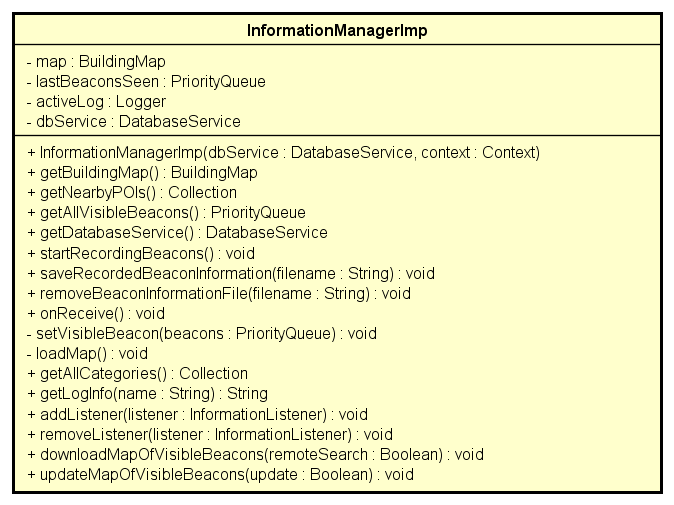 InformationManagerImp
- map : BuildingMap
- lastBeaconsSeen : PriorityQueue
- activeLog : Logger
- dbService : DatabaseService
+ InformationManagerImp(dbService : DatabaseService, context : Context)
+ getBuildingMap() : BuildingMap
+ getNearbyPOIs() : Collection
+ getAllVisibleBeacons() : PriorityQueue
+ getDatabaseService() : DatabaseService
+ startRecordingBeacons() : void
+ saveRecordedBeaconInformation(filename : String) : void
+ removeBeaconInformationFile(filename : String) : void
+ onReceive() : void
- setVisibleBeacon(beacons : PriorityQueue) : void
- loadMap() : void
+ getAllCategories() : Collection
+ getLogInfo(name : String) : String
+ addListener(listener : InformationListener) : void
+ removeListener(listener : InformationListener) : void
+ downloadMapOfVisibleBeacons(remoteSearch : Boolean) : void
+ updateMapOfVisibleBeacons(update : Boolean) : void